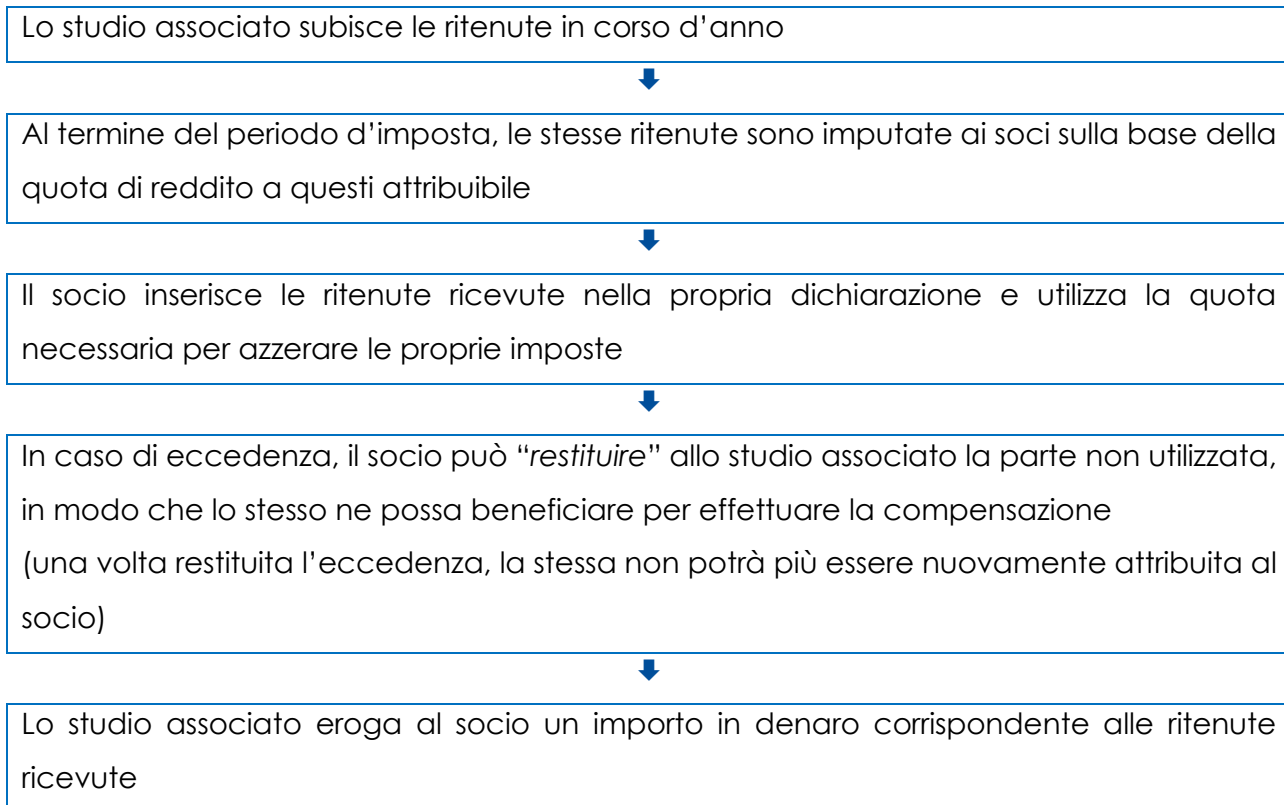 Lo studio associato subisce le ritenute in corso d’anno
Al termine del periodo d’imposta, le stesse ritenute sono imputate ai soci sulla base della
quota di reddito a questi attribuibile
Il socio inserisce le ritenute ricevute nella propria dichiarazione e utilizza la quota
necessaria per azzerare le proprie imposte
In caso di eccedenza, il socio può “restituire” allo studio associato la parte non utilizzata,
in modo che lo stesso ne possa beneficiare per effettuare la compensazione
(una volta restituita l’eccedenza, la stessa non potrà più essere nuovamente attribuita al
socio)
Lo studio associato eroga al socio un importo in denaro corrispondente alle ritenute
ricevute